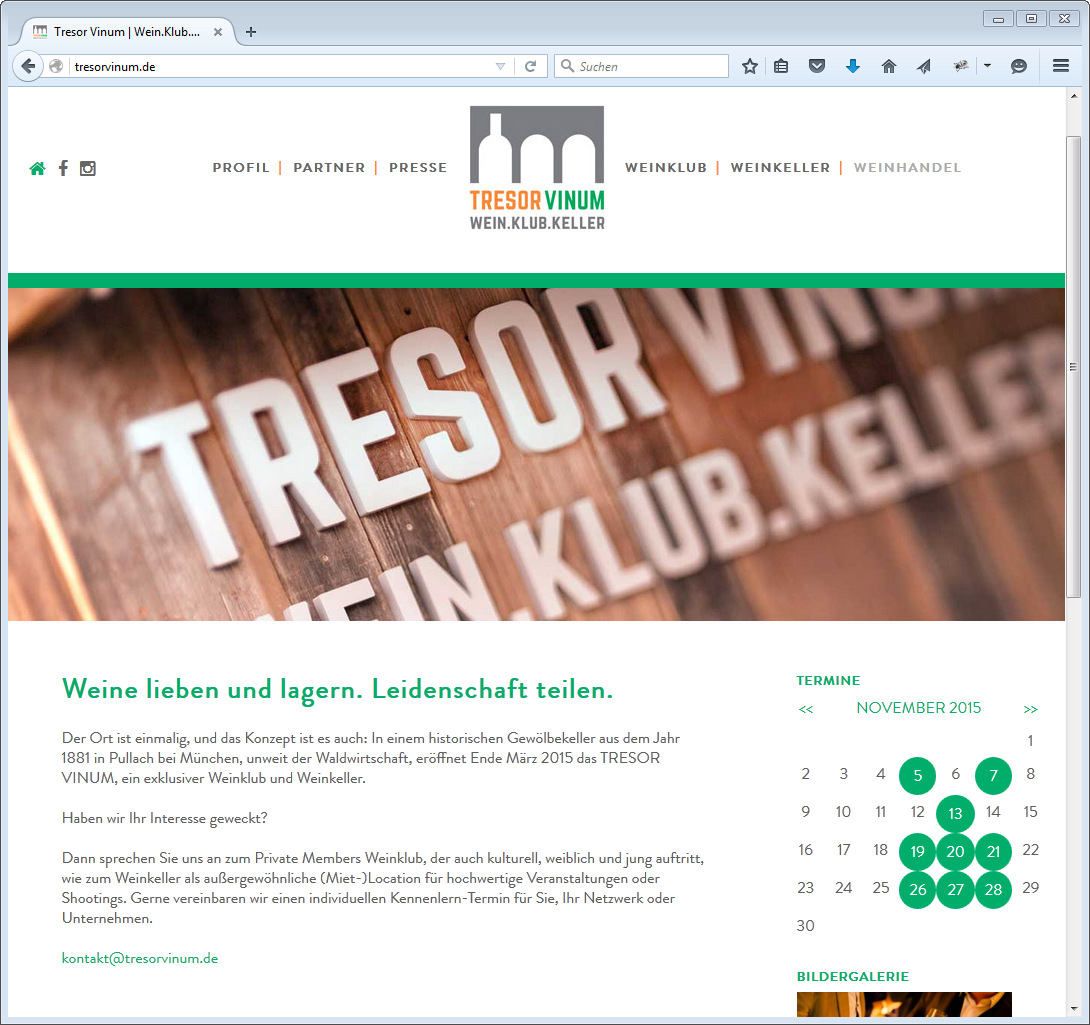 Tresor Vinum | Wein.Klub....
tresorvinum.de
Suchen
PROFIL | PARTNER | PRESSE
TRESOR VINUM
WEIN.KLUB.KELLER
WEINKLUB | WEINKELLER | WEINHANDEL
TRESOR VINUM
WEIN.KLUB.KELLER
Weine lieben und lagern. Leidenschaft teilen.
Der Ort ist einmalig, und das Konzept ist es auch: In einem historischen Gewölbekeller aus dem Jahr
1881 in Pullach bei München, unweit der Waldwirtschaft, eröffnet Ende März 2015 das TRESOR
VINUM, ein exklusiver Weinklub und Weinkeller.
Haben wir Ihr Interesse geweckt?
Dann sprechen Sie uns an zum Private Members Weinklub, der auch kulturell, weiblich und jung auftritt,
wie zum Weinkeller als außergewöhnliche (Miet-)Location für hochwertige Veranstaltungen oder
Shootings. Gerne vereinbaren wir einen individuellen Kennenlern-Termin für Sie, Ihr Netzwerk oder
Unternehmen.
kontakt@tresorvinum.de
TERMINE
<< NOVEMBER 2015 >>
1
2 3 4 5 6 7 8
9 10 11 12 13 14 15
16 17 18 19 20 21 22
23 24 25 26 27 28 29
30
BILDERGALERIE